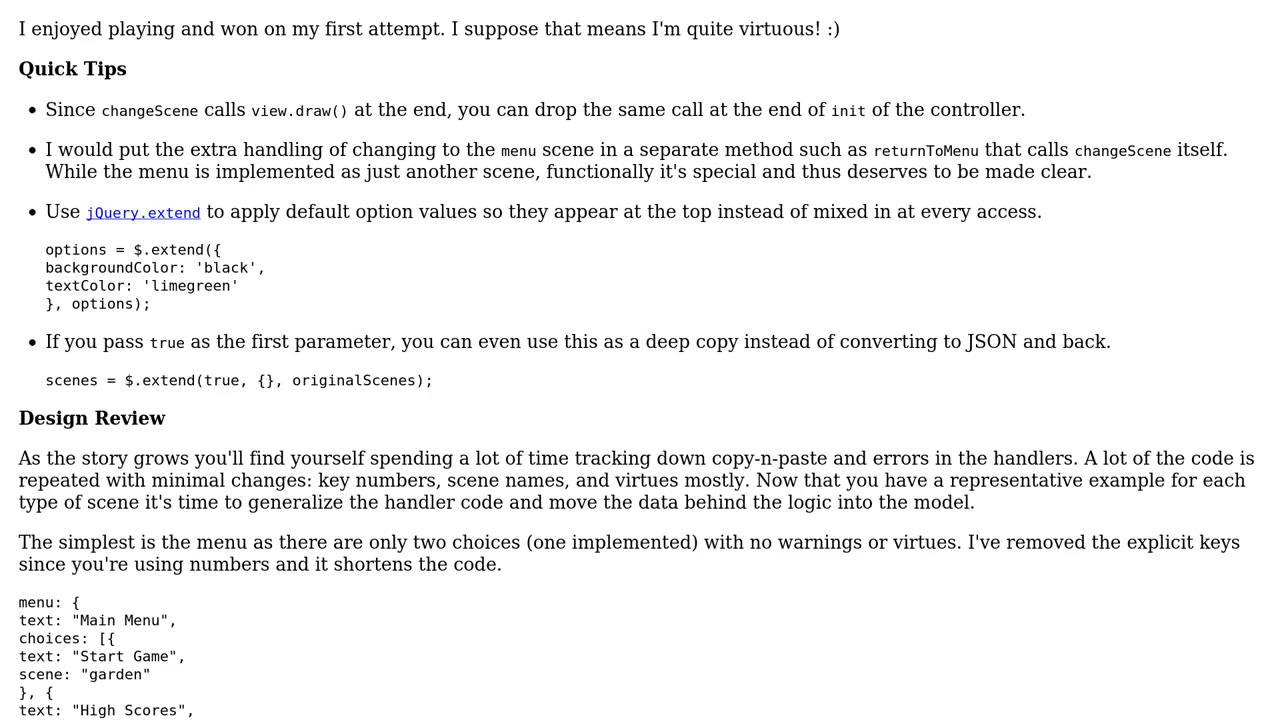 I enjoyed playing and won on my first attempt. I suppose that means I'm quite virtuous! :)
Quick Tips
• Since changeScene calls view.draw() at the end, you can drop the same call at the end of init of the controller.
• I would put the extra handling of changing to the menu scene in a separate method such as returnToMenu that calls changeScene itself.
While the menu is implemented as just another scene, functionally it's special and thus deserves to be made clear.
• Use jQuery.extend to apply default option values so they appear at the top instead of mixed in at every access.
options = $.extend({
backgroundColor: 'black',
textColor: 'limegreen'
}, options);
• If you pass true as the first parameter, you can even use this as a deep copy instead of converting to JSON and back.
scenes = $.extend(true, {}, originalScenes);
Design Review
As the story grows you'll find yourself spending a lot of time tracking down copy-n-paste and errors in the handlers. A lot of the code is
repeated with minimal changes: key numbers, scene names, and virtues mostly. Now that you have a representative example for each
type of scene it's time to generalize the handler code and move the data behind the logic into the model.
The simplest is the menu as there are only two choices (one implemented) with no warnings or virtues. I've removed the explicit keys
since you're using numbers and it shortens the code.
menu: {
text: "Main Menu",
choices: [{
text: "Start Game",
scene: "garden"
}, {
text: "High Scores",